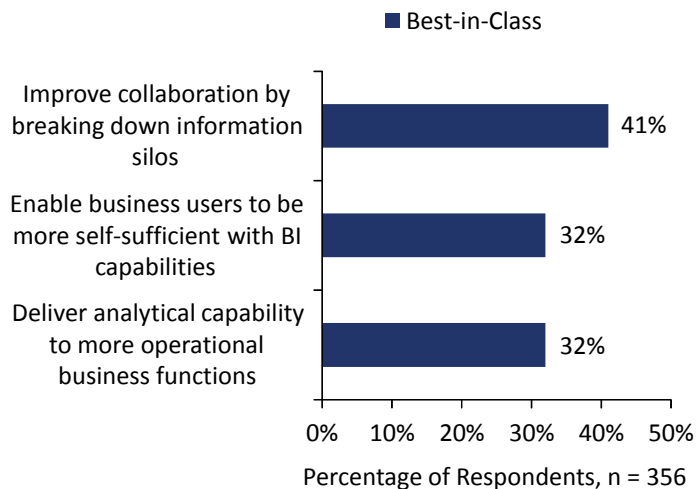 Best-in-Class
Improve collaboration by
breaking down information
silos
41%
Enable business users to be
more self-sufficient with BI
capabilities
32%
Deliver analytical capability
to more operational
business functions
32%
0% 10% 20% 30% 40% 50%
Percentage of Respondents, n = 356